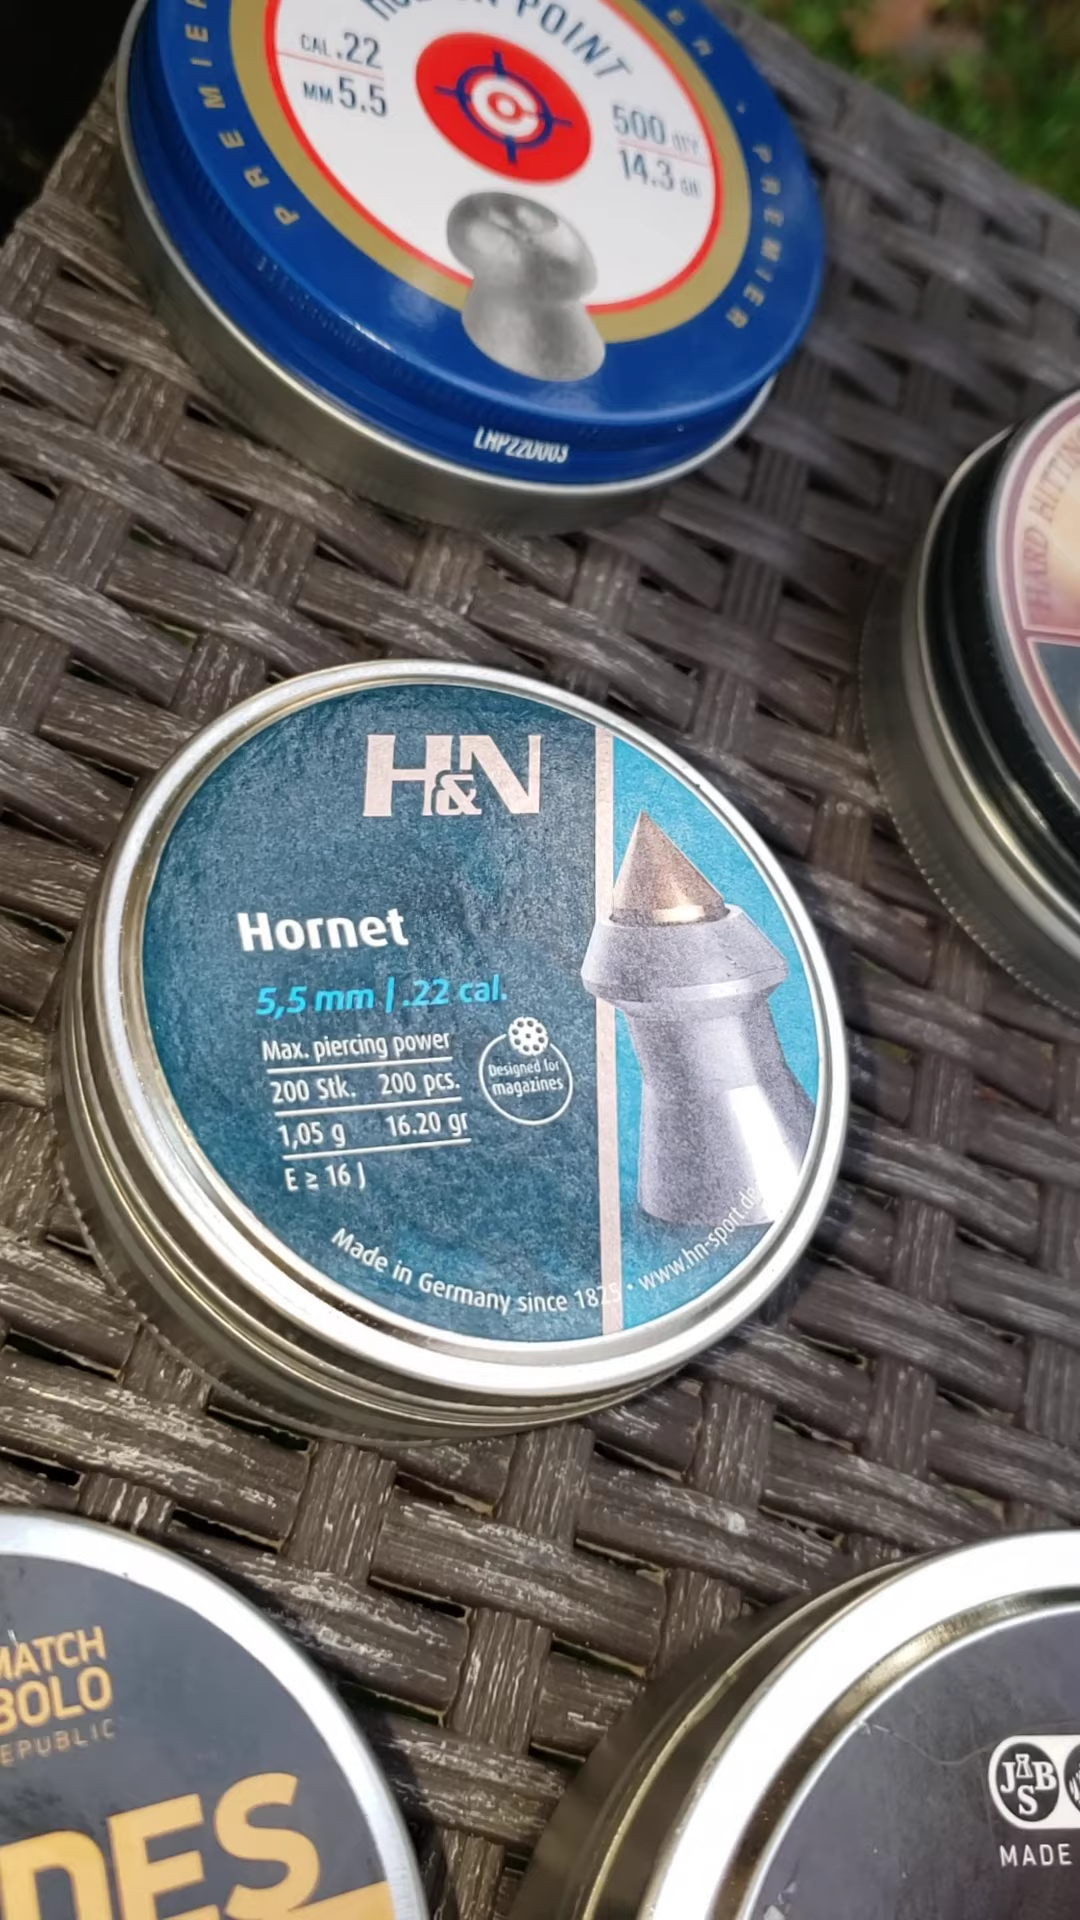 POINT
PREMIER
CAL .22
MM 5.5
500
14.3
PREMIER
LHP22D003
HARD HITTING
H&N
Hornet
5,5 mm | .22 cal.
Max. piercing power
200 Stk. 200 pcs.
1,05 g 16.20 gr
E ≥ 16 J
Designed for
magazines
Made in Germany since 1825 • www.hn-sport.de
MATCH
BOLO
EPUBLIC
DES
JSB
MADE